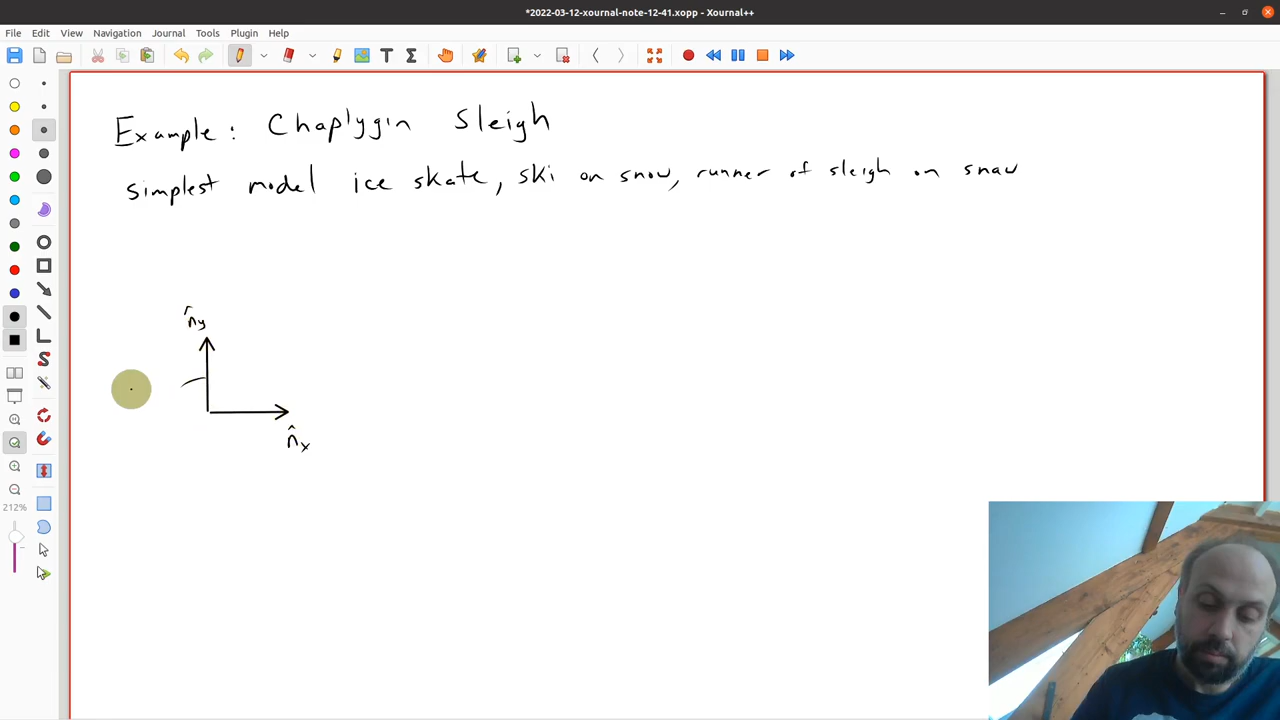 *2022-03-12-xournal-note-12-41.xopp - Xournal++
File Edit View Navigation Journal Tools Plugin Help
Example: Chaplygin Sleigh
simplest model ice skate, ski on snow, runner of sleigh on snow
n̂y
n̂x
212%